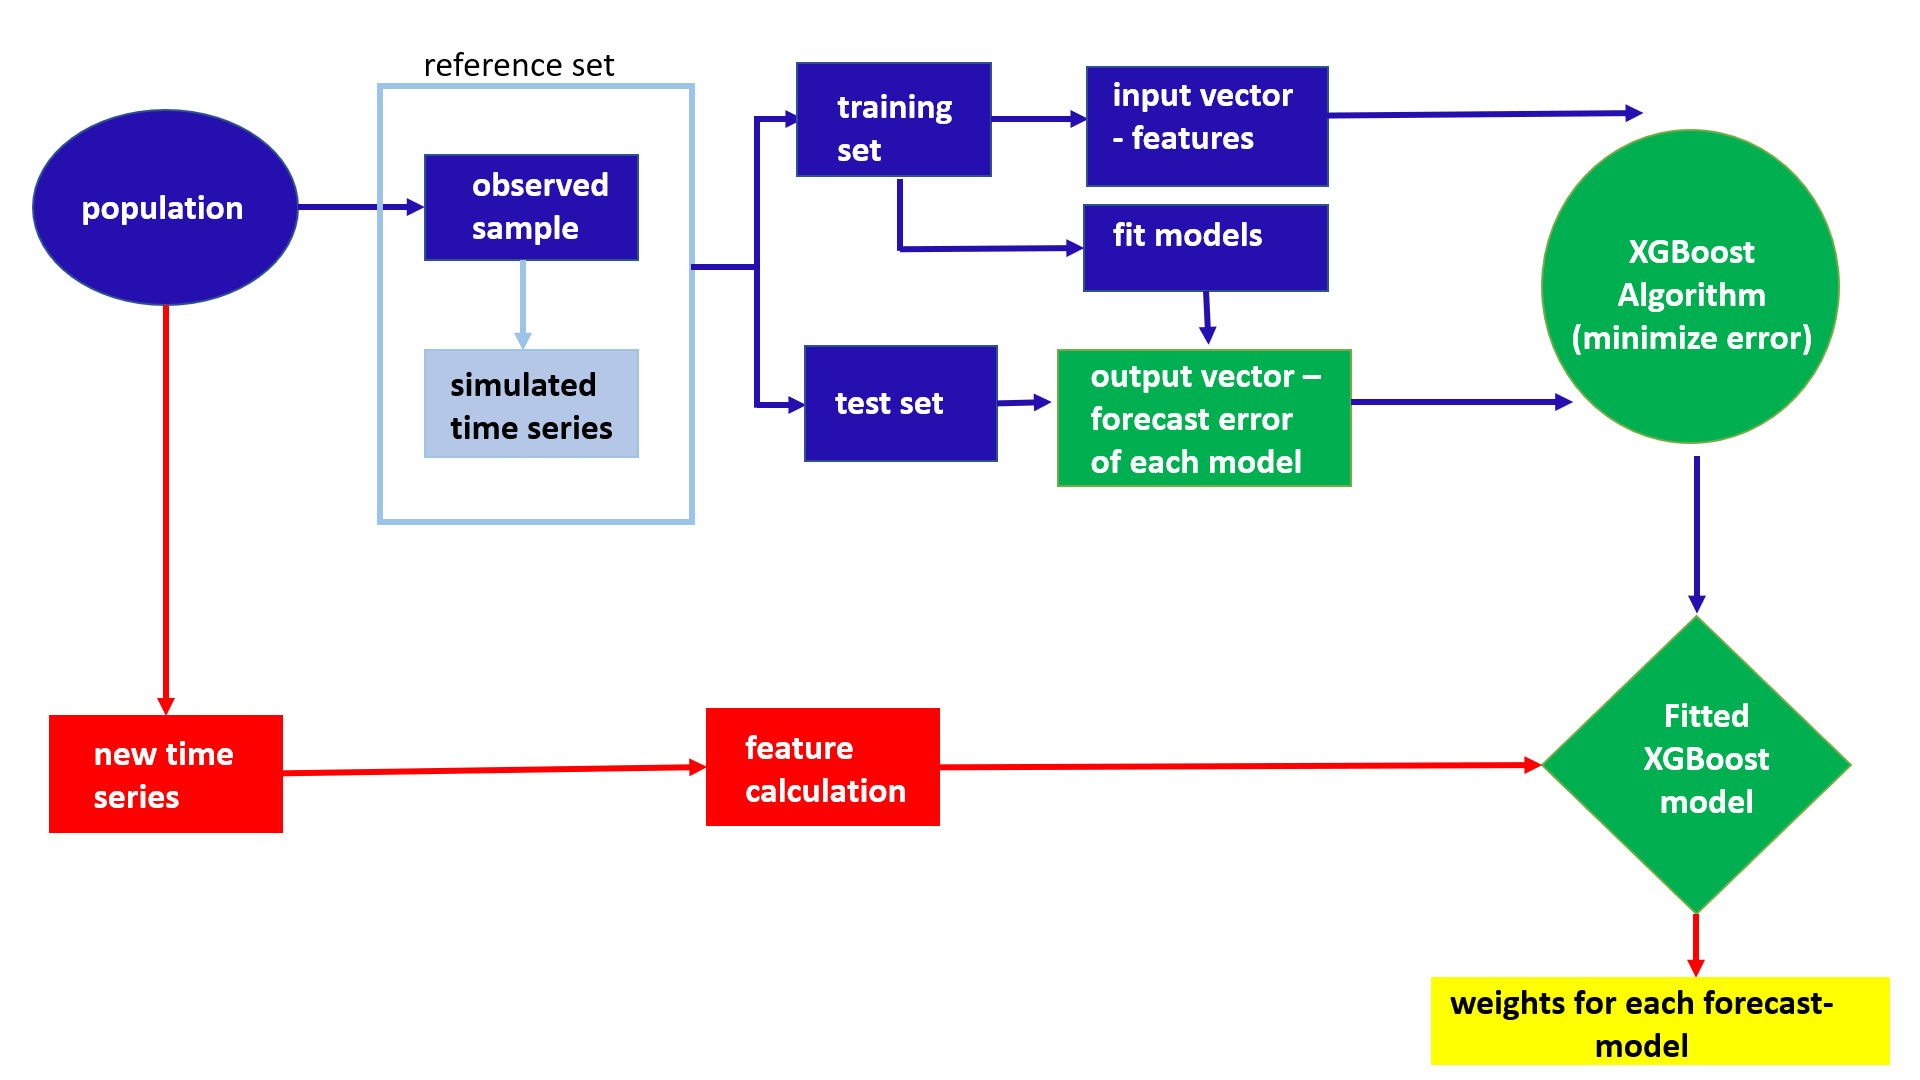 reference set
population
observed
sample
simulated
time series
training
set
test set
input vector
- features
fit models
output vector –
forecast error
of each model
XGBoost
Algorithm
(minimize error)
new time
series
feature
calculation
Fitted
XGBoost
model
weights for each forecast-
model